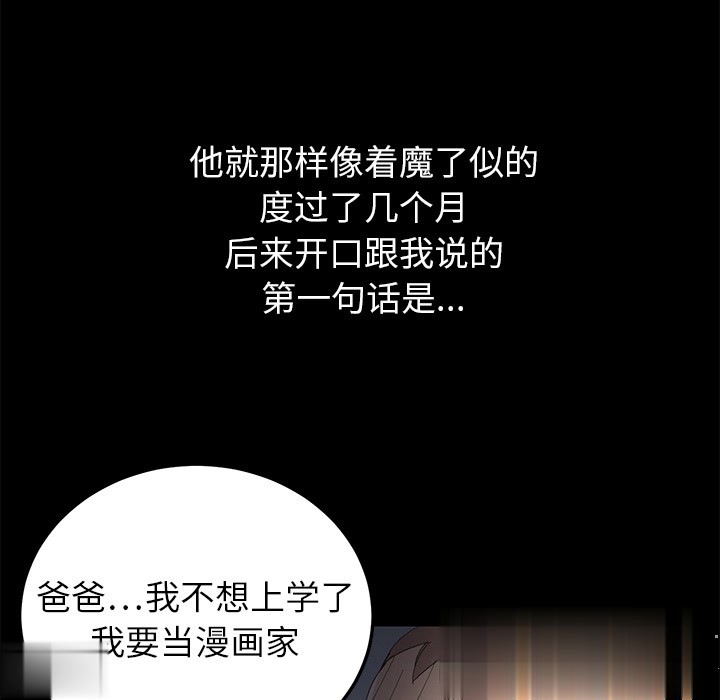 他就那样像着魔了似的
度过了几个月
后来开口跟我说的
第一句话是...
爸爸...我不想上学了
我要当漫画家